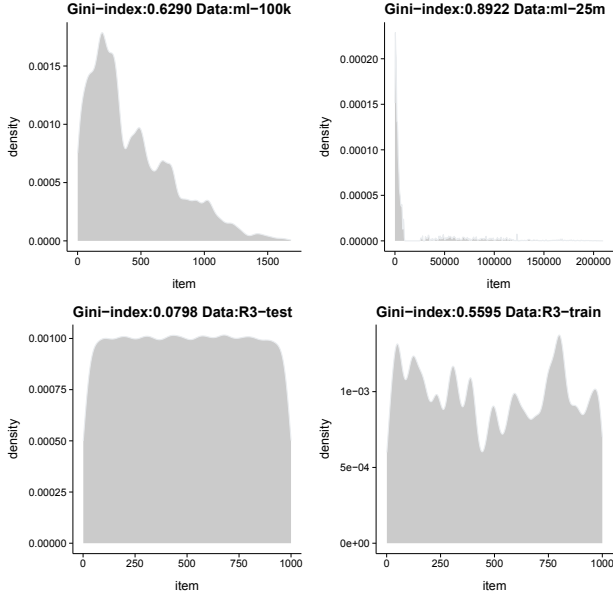 Gini−index:0.6290 Data:ml−100k
0.0015
0.0010
0.0005
0.0000
density
0 500 1000 1500
item
Gini−index:0.8922 Data:ml−25m
0.00020
0.00015
0.00010
0.00005
0.00000
density
0 50000 100000 150000 200000
item
Gini−index:0.0798 Data:R3−test
0.00100
0.00075
0.00050
0.00025
0.00000
density
0 250 500 750 1000
item
Gini−index:0.5595 Data:R3−train
1e−03
5e−04
0e+00
density
0 250 500 750 1000
item